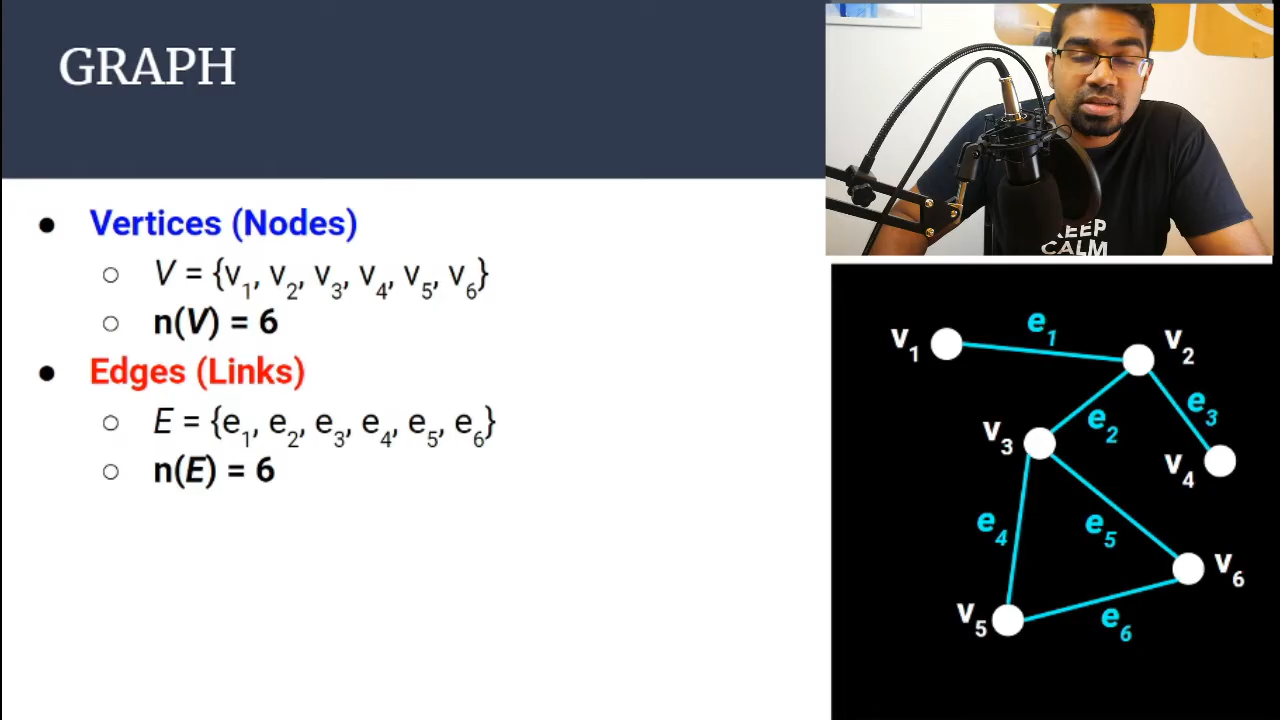 GRAPH
● Vertices (Nodes)
○ V = {v₁, v₂, v₃, v₄, v₅, v₆}
○ n(V) = 6
● Edges (Links)
○ E = {e₁, e₂, e₃, e₄, e₅, e₆}
○ n(E) = 6
KEEP
CALM
v₁ e₁ v₂
e₂ e₃
v₃ v₄
e₄ e₅
v₆
v₅ e₆